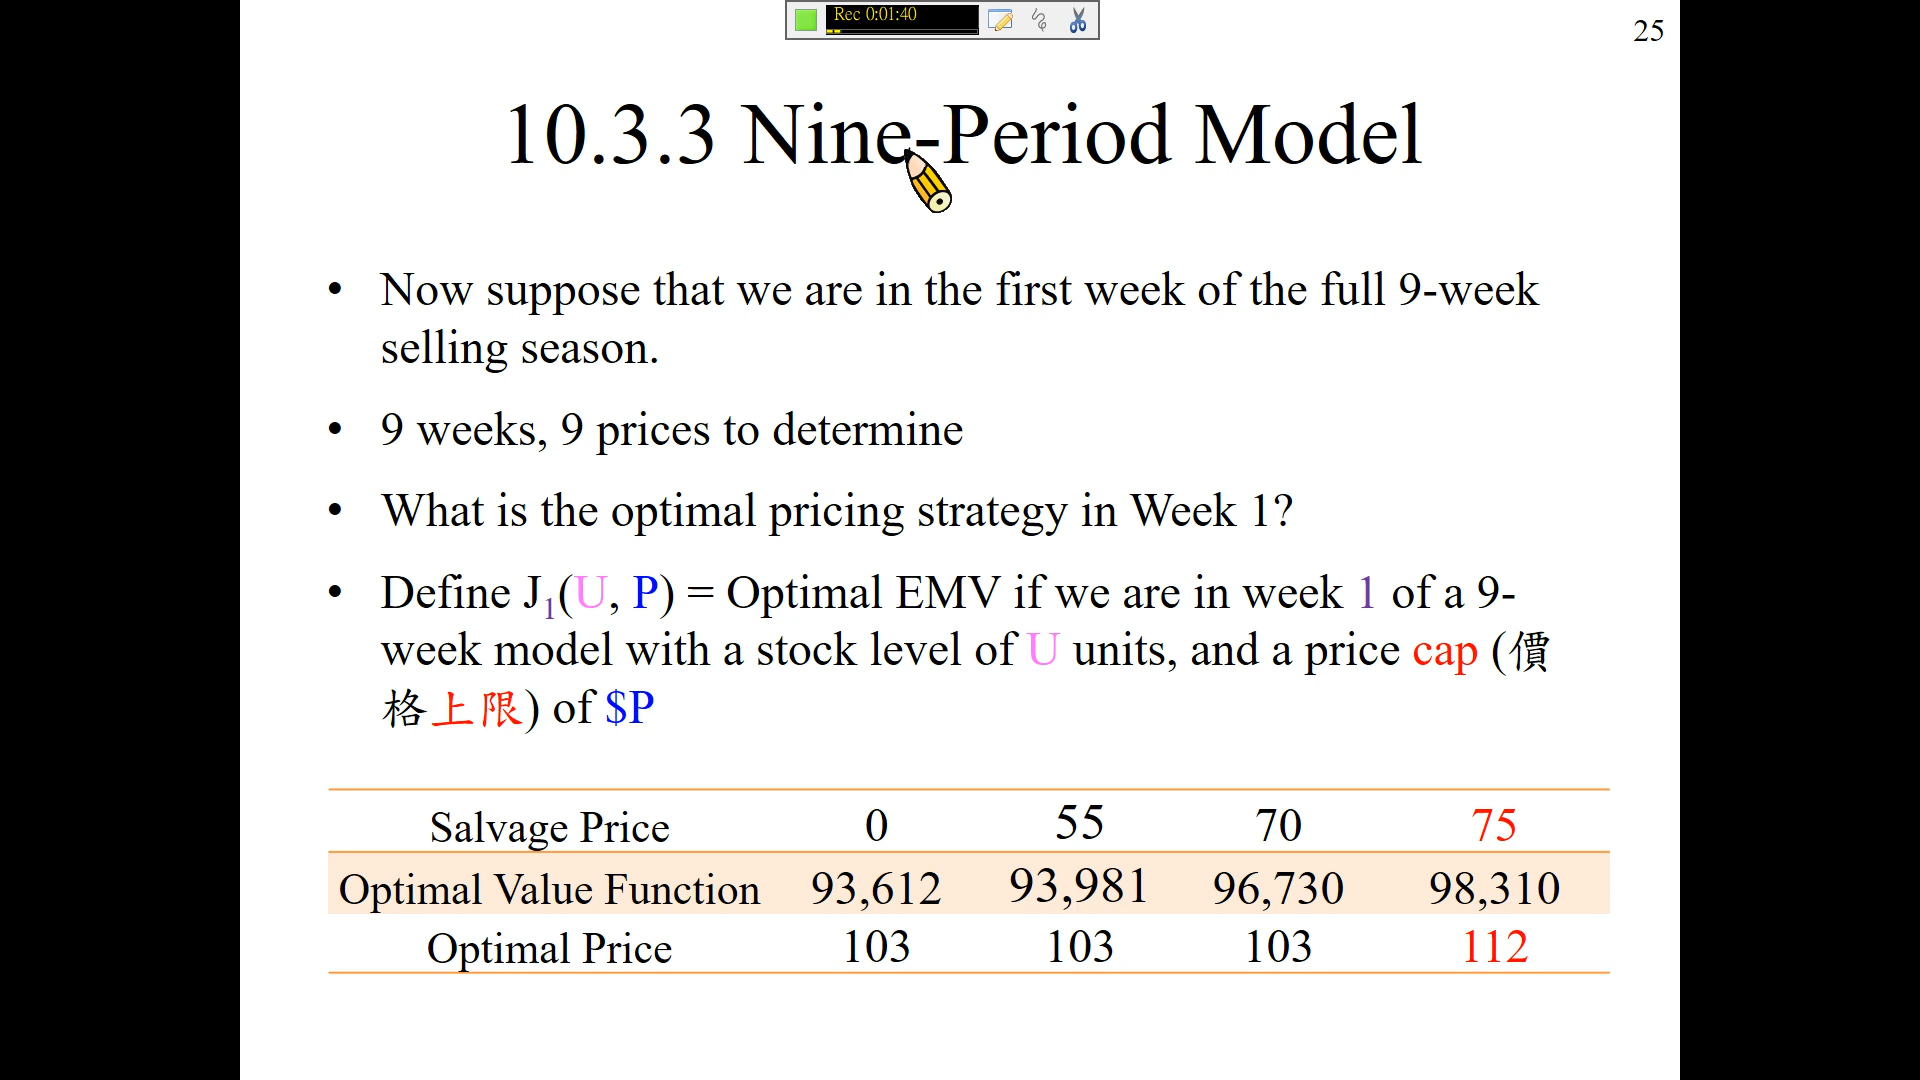 Rec 0:01:40
25
10.3.3 Nine-Period Model
• Now suppose that we are in the first week of the full 9-week
selling season.
• 9 weeks, 9 prices to determine
• What is the optimal pricing strategy in Week 1?
• Define J1(U, P) = Optimal EMV if we are in week 1 of a 9-
week model with a stock level of U units, and a price cap (價
格上限) of $P
Salvage Price 0 55 70 75
Optimal Value Function 93,612 93,981 96,730 98,310
Optimal Price 103 103 103 112